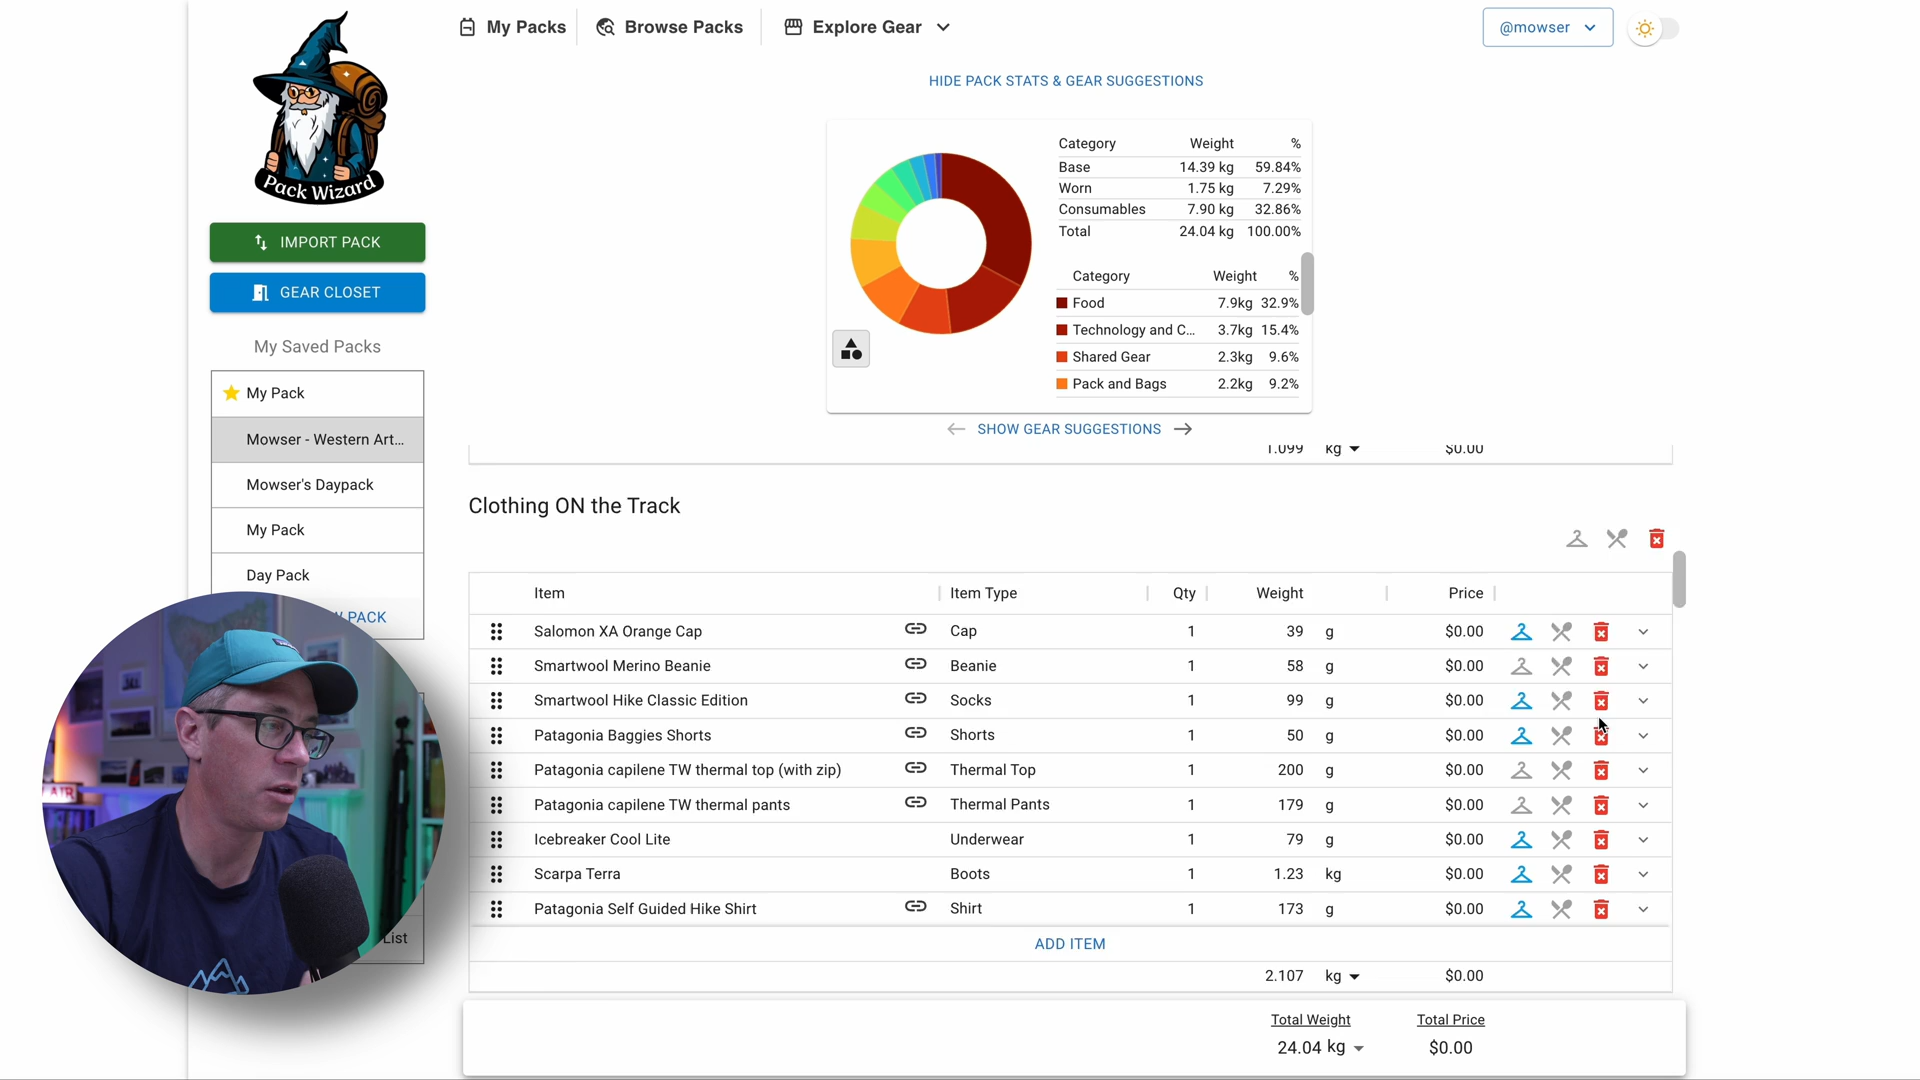 My Packs
Browse Packs
Explore Gear
@mowser
Pack Wizard
IMPORT PACK
GEAR CLOSET
My Saved Packs
My Pack
Mowser - Western Art...
Mowser's Daypack
My Pack
Day Pack
PACK
List
HIDE PACK STATS & GEAR SUGGESTIONS
Category Weight %
Base 14.39 kg 59.84%
Worn 1.75 kg 7.29%
Consumables 7.90 kg 32.86%
Total 24.04 kg 100.00%
Category Weight %
Food 7.9kg 32.9%
Technology and C... 3.7kg 15.4%
Shared Gear 2.3kg 9.6%
Pack and Bags 2.2kg 9.2%
SHOW GEAR SUGGESTIONS
1.099 kg $0.00
Clothing ON the Track
Item Item Type Qty Weight Price
Salomon XA Orange Cap Cap 1 39 g $0.00
Smartwool Merino Beanie Beanie 1 58 g $0.00
Smartwool Hike Classic Edition Socks 1 99 g $0.00
Patagonia Baggies Shorts Shorts 1 50 g $0.00
Patagonia capilene TW thermal top (with zip) Thermal Top 1 200 g $0.00
Patagonia capilene TW thermal pants Thermal Pants 1 179 g $0.00
Icebreaker Cool Lite Underwear 1 79 g $0.00
Scarpa Terra Boots 1 1.23 kg $0.00
Patagonia Self Guided Hike Shirt Shirt 1 173 g $0.00
ADD ITEM
2.107 kg $0.00
Total Weight Total Price
24.04 kg $0.00